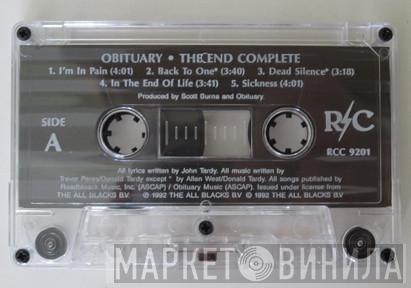 OBITUARY • THE END COMPLETE
1. I'm In Pain (4:01) 2. Back To One* (3:40) 3. Dead Silence* (3:18)
4. In The End Of Life (3:41) 5. Sickness (4:01)
Produced by Scott Burns and Obituary
SIDE
A
R/C
RCC 9201
All lyrics written by John Tardy. All music written by
Trevor Peres/Donald Tardy except * by Allen West/Donald Tardy. All songs published by
Roadblock Music, Inc. (ASCAP) / Obituary Music (ASCAP). Issued under license from
THE ALL BLACKS B.V. ℗ 1992 THE ALL BLACKS B.V. © 1992 THE ALL BLACKS B.V.
МАРКЕТ ВИНИЛА